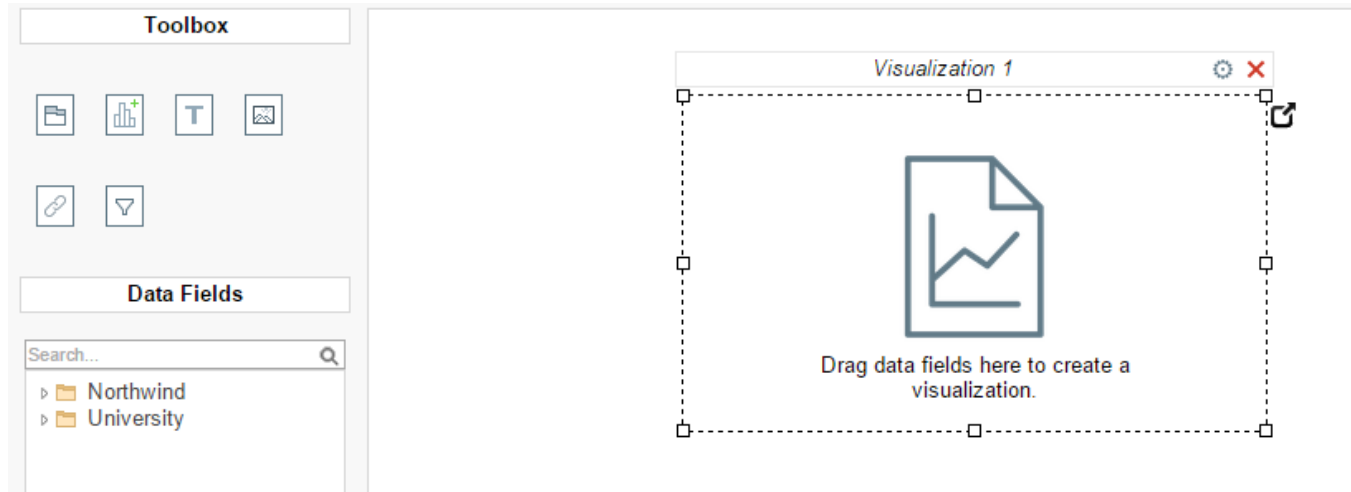 Toolbox
Visualization 1
T
Data Fields
Search...
Northwind
University
Drag data fields here to create a
visualization.